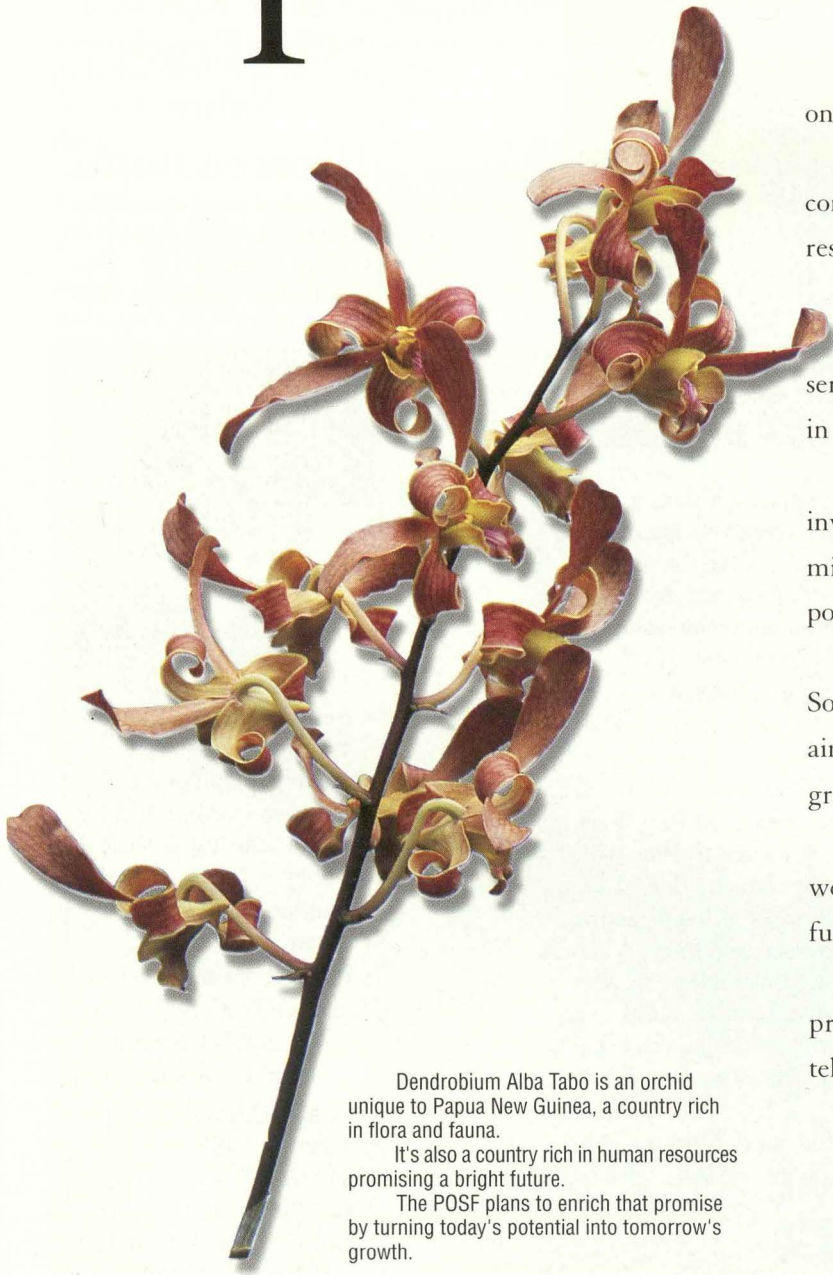 Dendrobium Alba Tabo is an orchid
unique to Papua New Guinea, a country rich
in flora and fauna.
It's also a country rich in human resources
promising a bright future.
The POSF plans to enrich that promise
by turning today's potential into tomorrow's
growth.